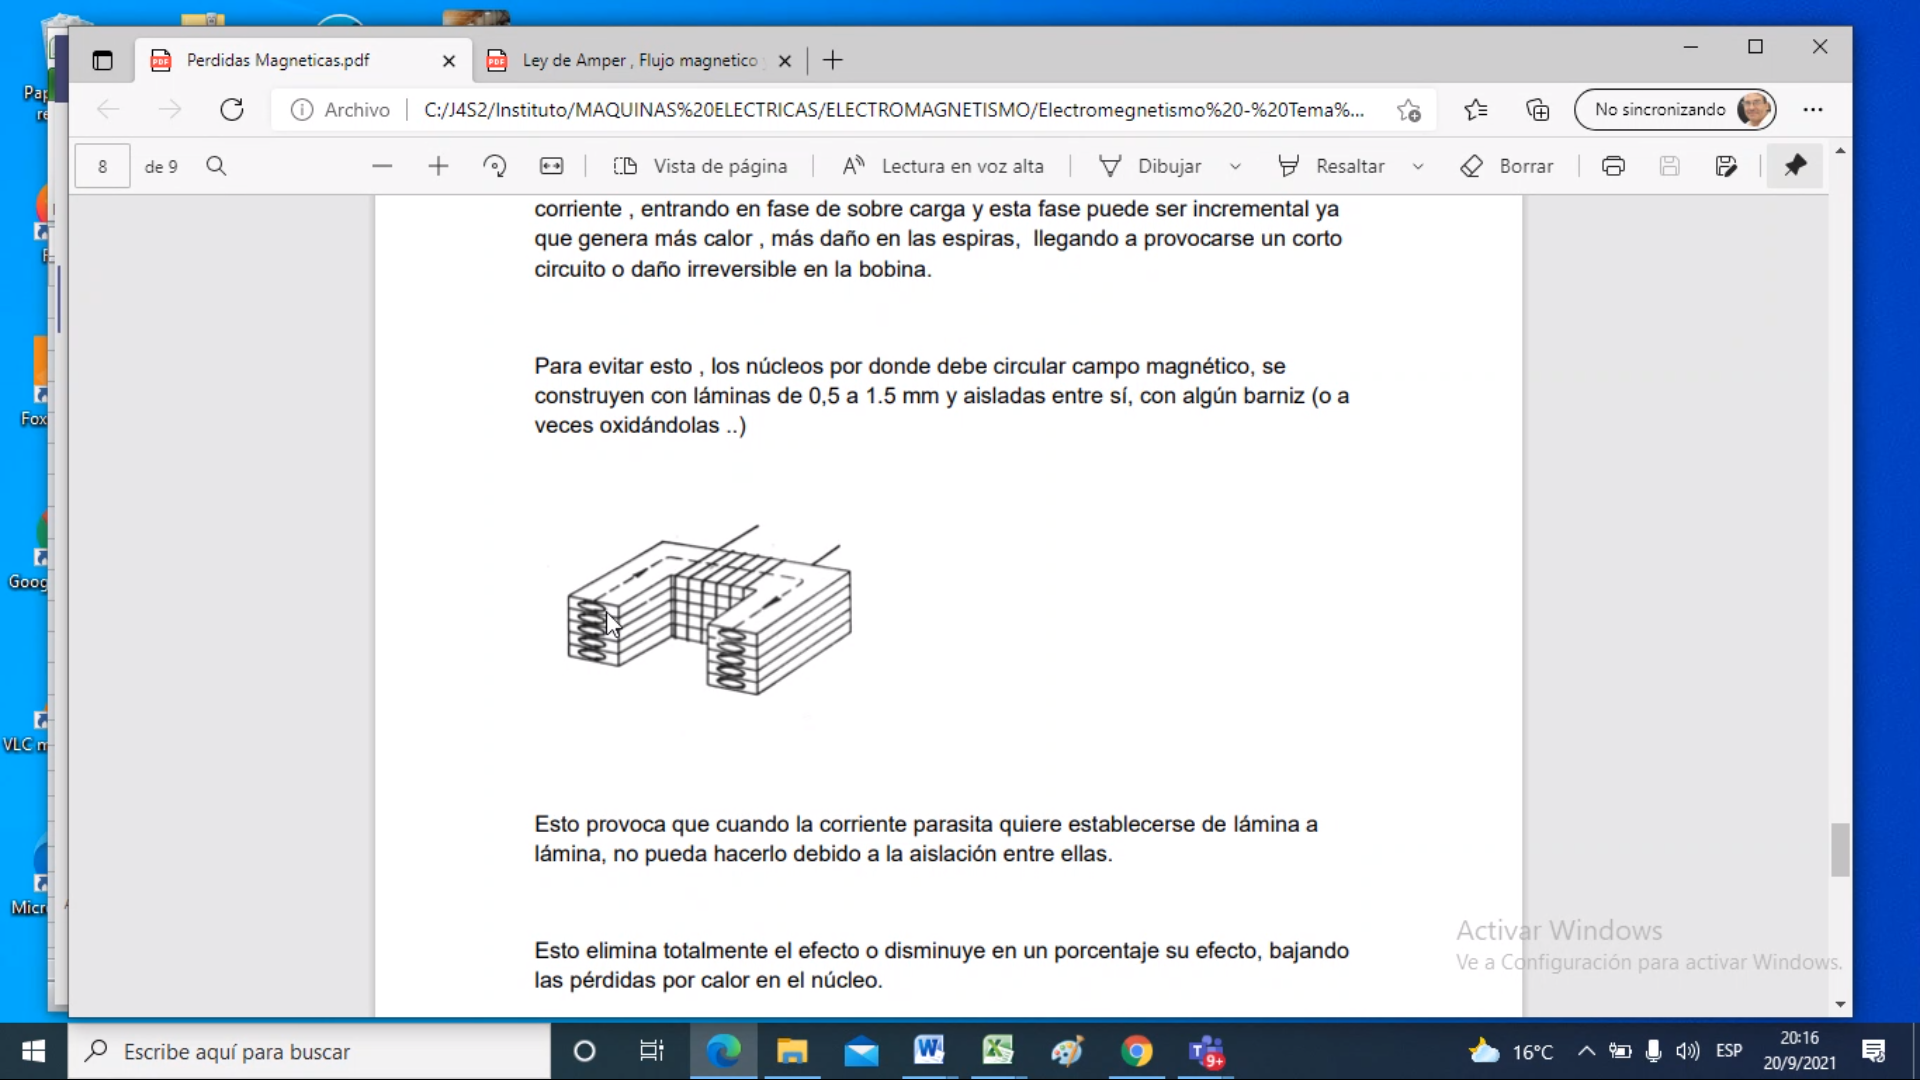 Perdidas Magneticas.pdf
Ley de Amper , Flujo magnetico
Archivo
C:/J4S2/Instituto/MAQUINAS%20ELECTRICAS/ELECTROMAGNETISMO/Electromegnetismo%20-%20Tema%...
No sincronizando
8 de 9
Vista de página
Lectura en voz alta
Dibujar
Resaltar
Borrar
corriente , entrando en fase de sobre carga y esta fase puede ser incremental ya
que genera más calor , más daño en las espiras, llegando a provocarse un corto
circuito o daño irreversible en la bobina.
Para evitar esto , los núcleos por donde debe circular campo magnético, se
construyen con láminas de 0,5 a 1.5 mm y aisladas entre sí, con algún barniz (o a
veces oxidándolas ..)
Esto provoca que cuando la corriente parasita quiere establecerse de lámina a
lámina, no pueda hacerlo debido a la aislación entre ellas.
Esto elimina totalmente el efecto o disminuye en un porcentaje su efecto, bajando
las pérdidas por calor en el núcleo.
Activar Windows
Ve a Configuración para activar Windows.
Pap
re
F
Fox
Goog
VLC m
Micr
Escribe aquí para buscar
9+
16°C
ESP
20:16
20/9/2021